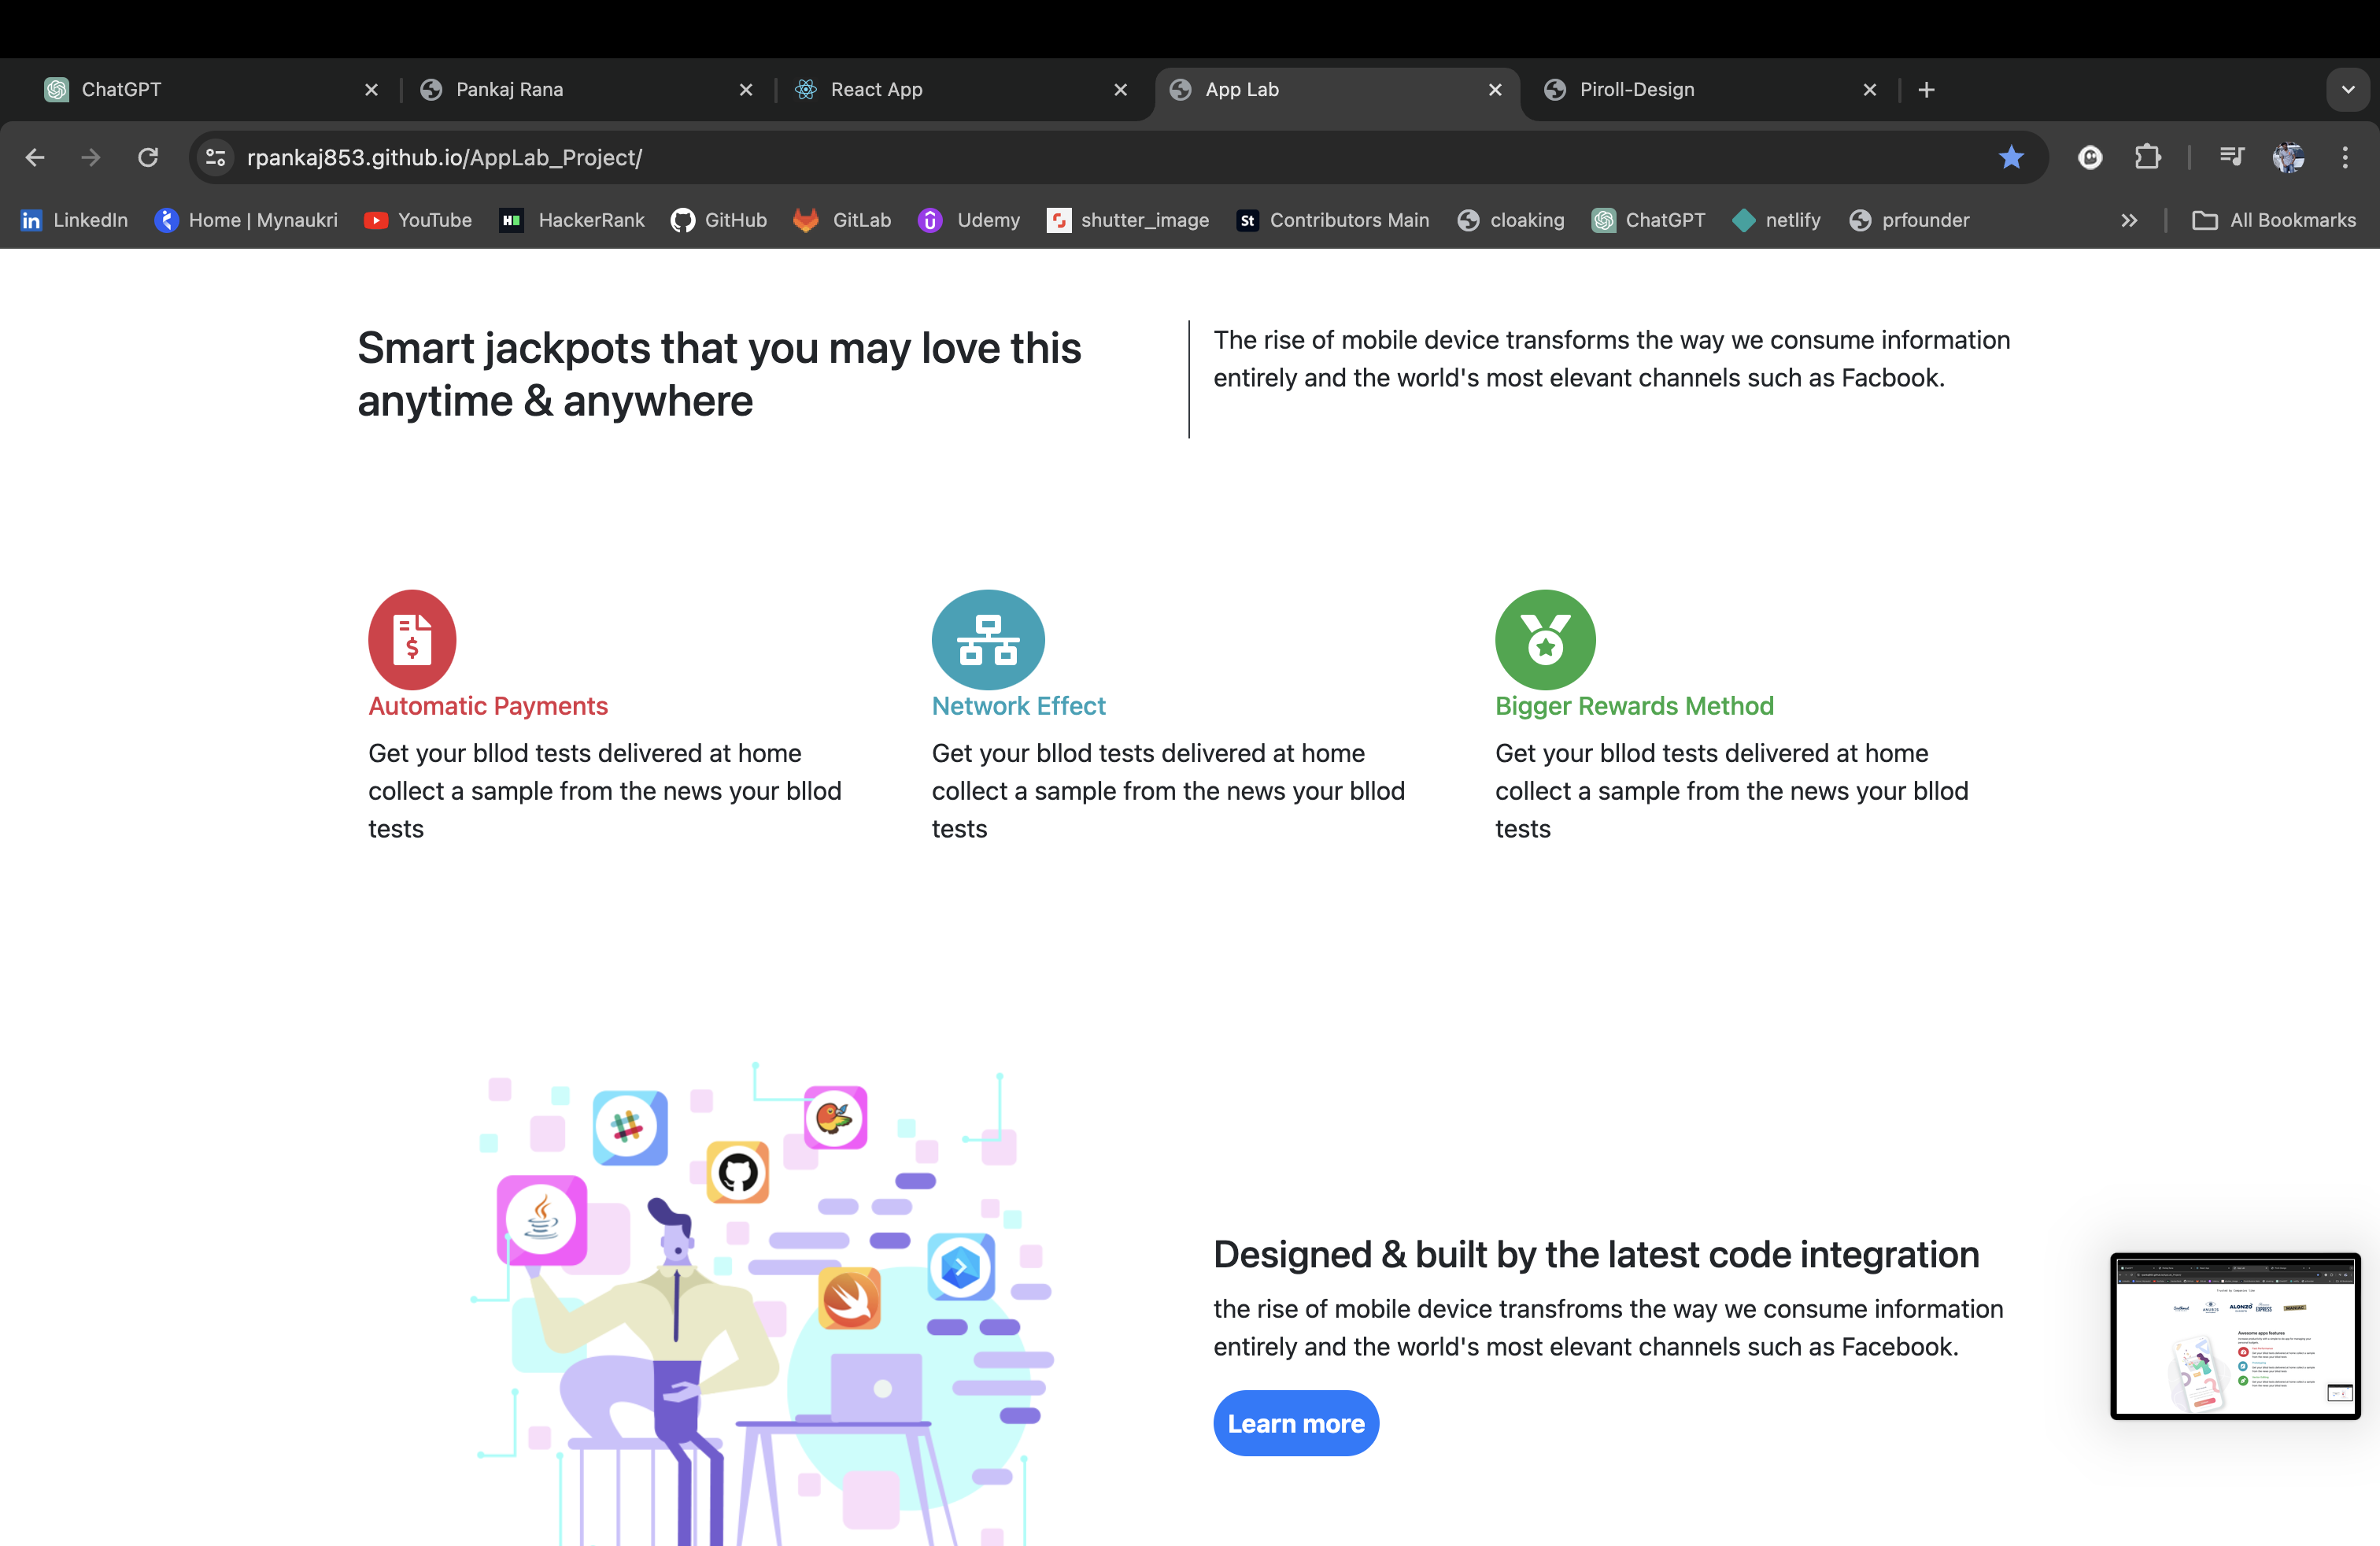 ChatGPT
Pankaj Rana
React App
App Lab
Piroll-Design
rpankaj853.github.io/AppLab_Project/
LinkedIn
Home | Mynaukri
YouTube
HackerRank
GitHub
GitLab
Udemy
shutter_image
St
Contributors Main
cloaking
ChatGPT
netlify
prfounder
All Bookmarks
Smart jackpots that you may love this
anytime & anywhere
The rise of mobile device transforms the way we consume information
entirely and the world's most elevant channels such as Facbook.
Automatic Payments
Get your bllod tests delivered at home
collect a sample from the news your bllod
tests
Network Effect
Get your bllod tests delivered at home
collect a sample from the news your bllod
tests
Bigger Rewards Method
Get your bllod tests delivered at home
collect a sample from the news your bllod
tests
Designed & built by the latest code integration
the rise of mobile device transfroms the way we consume information
entirely and the world's most elevant channels such as Facebook.
Learn more
ALONZO
EXPRESS
Awesome apps features